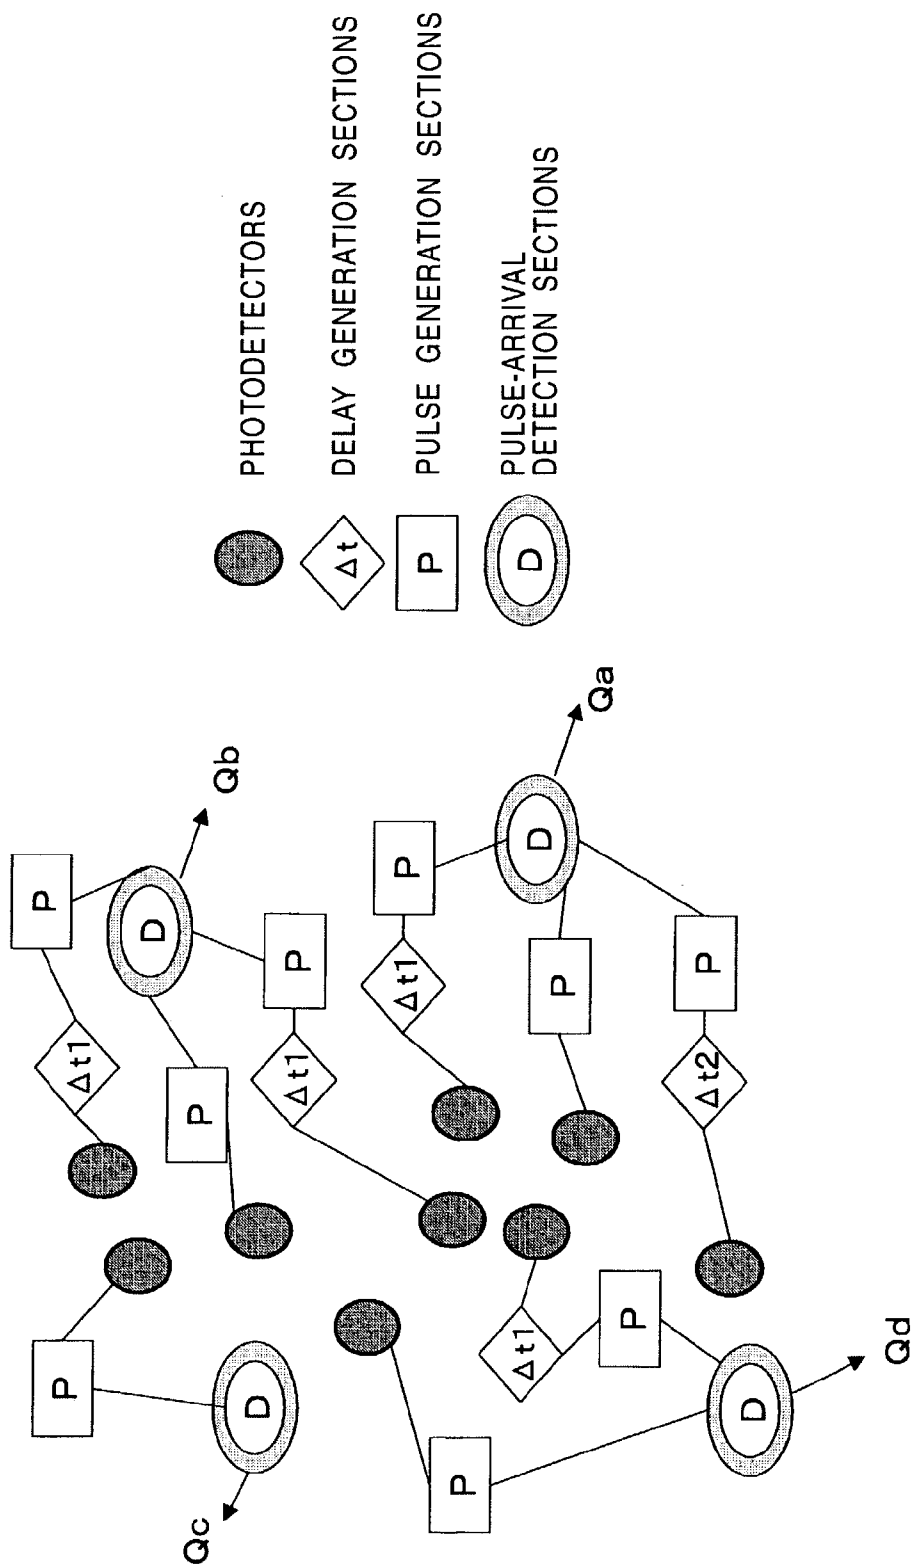 PHOTODETECTORS
Δt
DELAY GENERATION SECTIONS
P
PULSE GENERATION SECTIONS
D
PULSE-ARRIVAL
DETECTION SECTIONS
Qc
P
D
Δt1
P
P
D
Qb
Δt1
P
P
Δt1
P
Δt1
P
D
Qd
P
D
Qa
Δt2
P